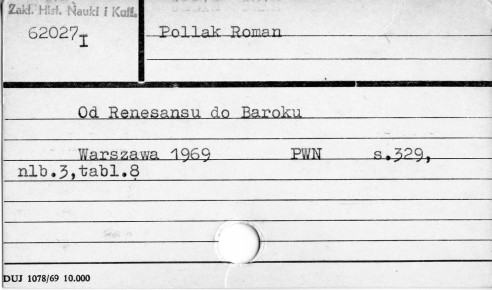 Zakł. Hist. Nauki i Kult.
62027I
Pollak Roman
Od Renesansu do Baroku
Warszawa 1969 PWN s.329,
nlb.3,tabl.8
DUJ 1078/69 10.000